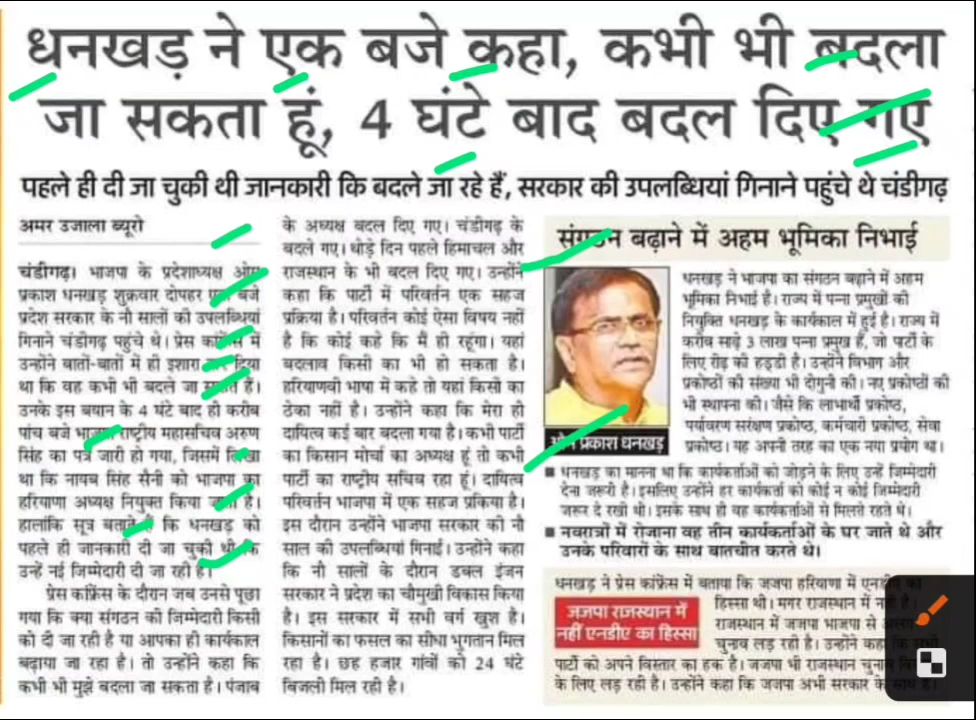 धनखड़ ने एक बजे कहा, कभी भी बदला
जा सकता हूं, 4 घंटे बाद बदल दिए गए
पहले ही दी जा चुकी थी जानकारी कि बदले जा रहे हैं, सरकार की उपलब्धियां गिनाने पहुंचे थे चंडीगढ़
अमर उजाला ब्यूरो
चंडीगढ़। भाजपा के प्रदेशाध्यक्ष ओम
प्रकाश धनखड़ शुक्रवार दोपहर एक बजे
प्रदेश सरकार के नौ सालों की उपलब्धियां
गिनाने चंडीगढ़ पहुंचे थे। प्रेस कांफ्रेंस में
उन्होंने बातों-बातों में ही इशारा कर दिया
था कि वह कभी भी बदले जा सकते हैं।
उनके इस बयान के 4 घंटे बाद ही करीब
पांच बजे भाजपा राष्ट्रीय महासचिव अरुण
सिंह का पत्र जारी हो गया, जिसमें लिखा
था कि नायब सिंह सैनी को भाजपा का
हरियाणा अध्यक्ष नियुक्त किया जाता है।
हालांकि सूत्र बताते हैं कि धनखड़ को
पहले ही जानकारी दी जा चुकी थी कि
उन्हें नई जिम्मेदारी दी जा रही है।
प्रेस कांफ्रेंस के दौरान जब उनसे पूछा
गया कि क्या संगठन की जिम्मेदारी किसी
को दी जा रही है या आपका ही कार्यकाल
बढ़ाया जा रहा है। तो उन्होंने कहा कि
कभी भी मुझे बदला जा सकता है। पंजाब
के अध्यक्ष बदल दिए गए। चंडीगढ़ के
बदले गए। थोड़े दिन पहले हिमाचल और
राजस्थान के भी बदल दिए गए। उन्होंने
कहा कि पार्टी में परिवर्तन एक सहज
प्रक्रिया है। परिवर्तन कोई ऐसा विषय नहीं
है कि कोई कहे कि मैं ही रहूंगा। यहां
बदलाव किसी का भी हो सकता है।
हरियाणवी भाषा में कहे तो यहां किसी का
ठेका नहीं है। उन्होंने कहा कि मेरा ही
दायित्व कई बार बदला गया है। कभी पार्टी
का किसान मोर्चा का अध्यक्ष हूं तो कभी
पार्टी का राष्ट्रीय सचिव रहा हूं। दायित्व
परिवर्तन भाजपा में एक सहज प्रकिया है।
इस दौरान उन्होंने भाजपा सरकार को नौ
साल की उपलब्धियां गिनाईं। उन्होंने कहा
कि नौ सालों के दौरान डबल इंजन
सरकार ने प्रदेश का चौमुखी विकास किया
है। इस सरकार में सभी वर्ग खुश है।
किसानों का फसल का सीधा भुगतान मिल
रहा है। छह हजार गांवों को 24 घंटे
बिजली मिल रही है।
संगठन बढ़ाने में अहम भूमिका निभाई
धनखड़ ने भाजपा का संगठन बढ़ाने में अहम
भूमिका निभाई है। राज्य में पन्ना प्रमुखों की
नियुक्ति धनखड़ के कार्यकाल में हुई है। राज्य में
करीब साढ़े 3 लाख पन्ना प्रमुख हैं, जो पार्टी के
लिए रीढ़ की हड्डी है। उन्होंने विभाग और
प्रकोष्ठों की संख्या भी दोगुनी की। नए प्रकोष्ठों की
भी स्थापना की। जैसे कि लाभार्थी प्रकोष्ठ,
पर्यावरण संरक्षण प्रकोष्ठ, कर्मचारी प्रकोष्ठ, सेवा
प्रकोष्ठ। यह अपनी तरह का एक नया प्रयोग था।
ओम प्रकाश धनखड़
■ धनखड़ का मानना था कि कार्यकर्ताओं को जोड़ने के लिए उन्हें जिम्मेदारी
देना जरूरी है। इसलिए उन्होंने हर कार्यकर्ता को कोई न कोई जिम्मेदारी
जरूर दे रखी थी। इसके साथ ही वह कार्यकर्ताओं से मिलते रहते थे।
■ नवरात्रों में रोजाना वह तीन कार्यकर्ताओं के घर जाते थे और
उनके परिवारों के साथ बातचीत करते थे।
धनखड़ ने प्रेस कांफ्रेंस में बताया कि जजपा हरियाणा में एनडीए का
जजपा राजस्थान में
नहीं एनडीए का हिस्सा
हिस्सा थी। मगर राजस्थान में नहीं है।
राजस्थान में जजपा भाजपा से अलग
चुनाव लड़ रही है। उन्होंने कहा कि सभी
पार्टी को अपने विस्तार का हक है। जजपा भी राजस्थान चुनाव
के लिए लड़ रही है। उन्होंने कहा कि जजपा अभी सरकार के साथ है।